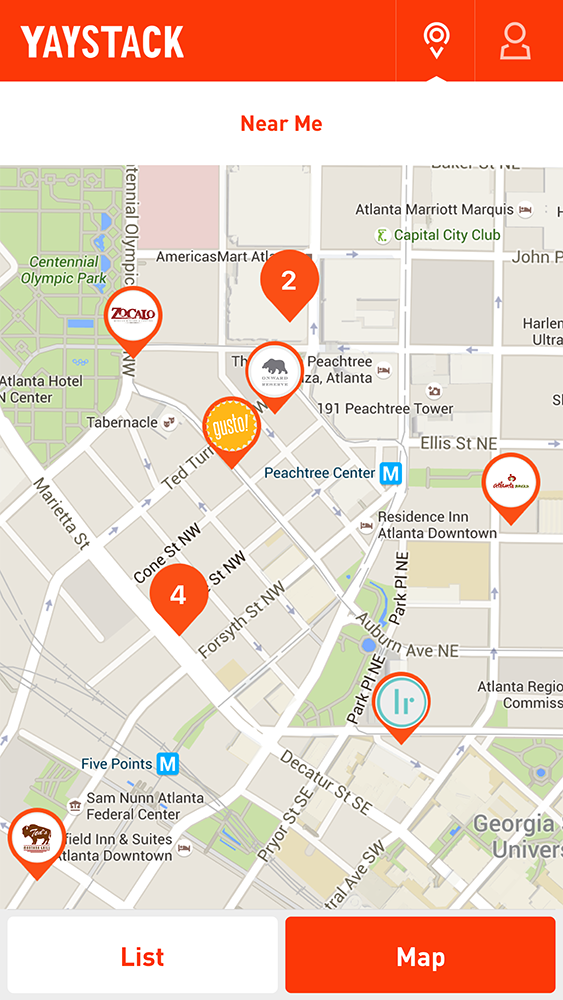 YAYSTACK
Near Me
Baker St NE
Atlanta Marriott Marquis
Capital City Club
Centennial Olympic
Centennial
Olympic Park
AmericasMart Atla
John P
2
ZOCALO
Harlem
Ultra
Peachtree
za, Atlanta
ONWARD
RESERVE
Atlanta Hotel
N Center
NW
191 Peachtree Tower
Tabernacle
gusto!
W
Ted Turn
Ellis St NE
Peachtree Center M
atlanta
Marietta St
Residence Inn
Atlanta Downtown
Cone St NW
e St NW
4
Forsyth St NW
Park Pl NE
Auburn Ave NE
Park Pl NE
lr
Atlanta Regio
Commiss
Five Points M
Decatur St SE
Sam Nunn Atlanta
Federal Center
Pryor St SE
Ted's
field Inn & Suites
Atlanta Downtown
tral Ave SW
Georgia
Univers
List
Map